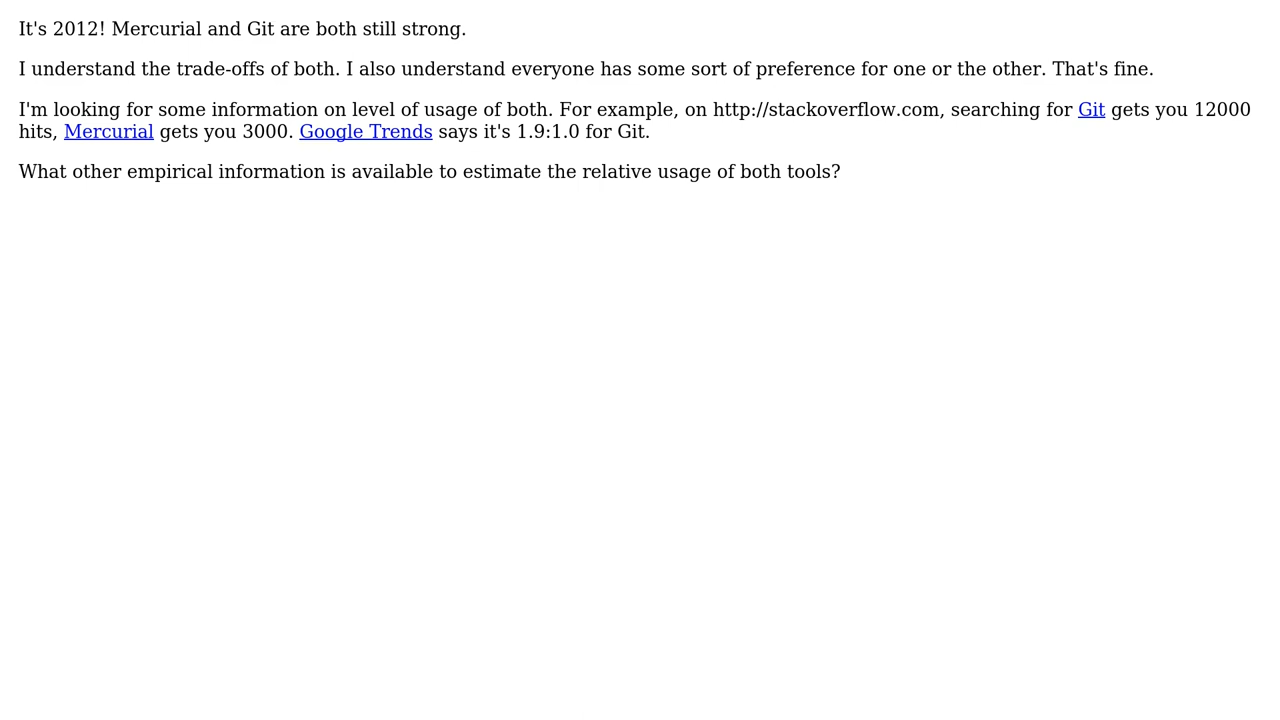 It's 2012! Mercurial and Git are both still strong.
I understand the trade-offs of both. I also understand everyone has some sort of preference for one or the other. That's fine.
I'm looking for some information on level of usage of both. For example, on http://stackoverflow.com, searching for Git gets you 12000
hits, Mercurial gets you 3000. Google Trends says it's 1.9:1.0 for Git.
What other empirical information is available to estimate the relative usage of both tools?